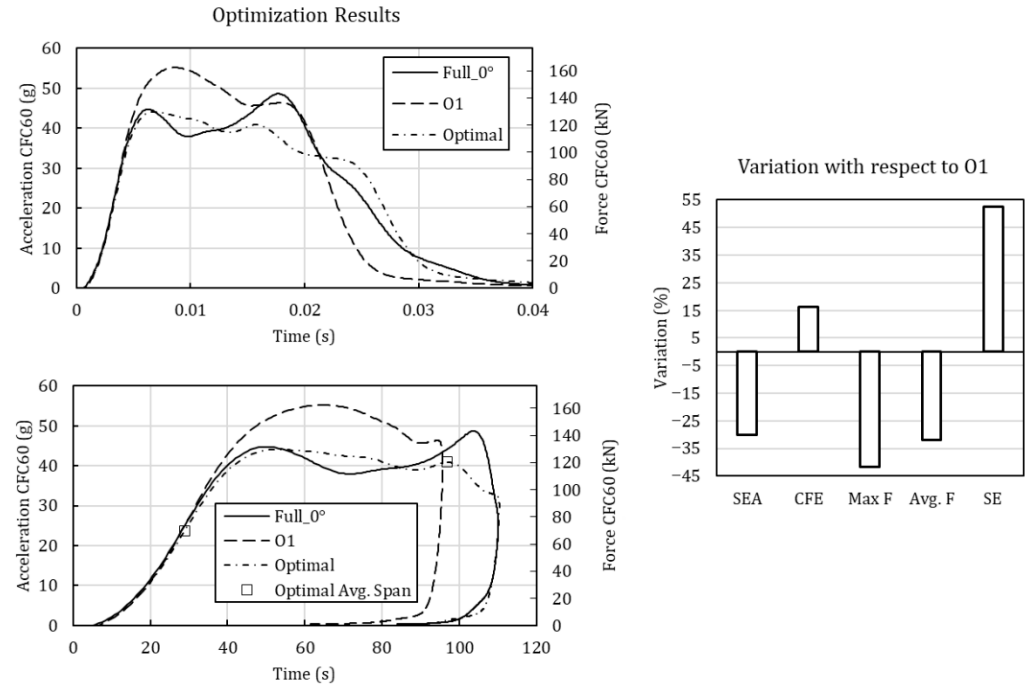 Optimization Results
Acceleration CFC60 (g)
60
50
40
30
20
10
0
Full_0°
O1
Optimal
160
140
120
100
80
60
40
20
0
Force CFC60 (kN)
0 0.01 0.02 0.03 0.04
Time (s)
Acceleration CFC60 (g)
60
50
40
30
20
10
0
Full_0°
O1
Optimal
Optimal Avg. Span
160
140
120
100
80
60
40
20
0
Force CFC60 (kN)
0 20 40 60 80 100 120
Time (s)
Variation with respect to O1
Variation (%)
55
45
35
25
15
5
−5
−15
−25
−35
−45
SEA CFE Max F Avg. F SE